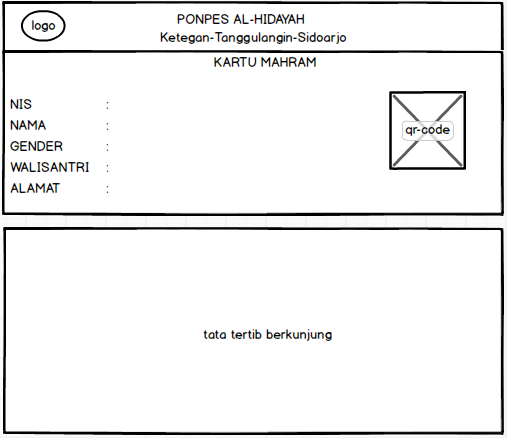 logo
PONPES AL-HIDAYAH
Ketegan-Tanggulangin-Sidoarjo
KARTU MAHRAM
NIS :
NAMA :
GENDER :
WALISANTRI :
ALAMAT :
qr-code
tata tertib berkunjung